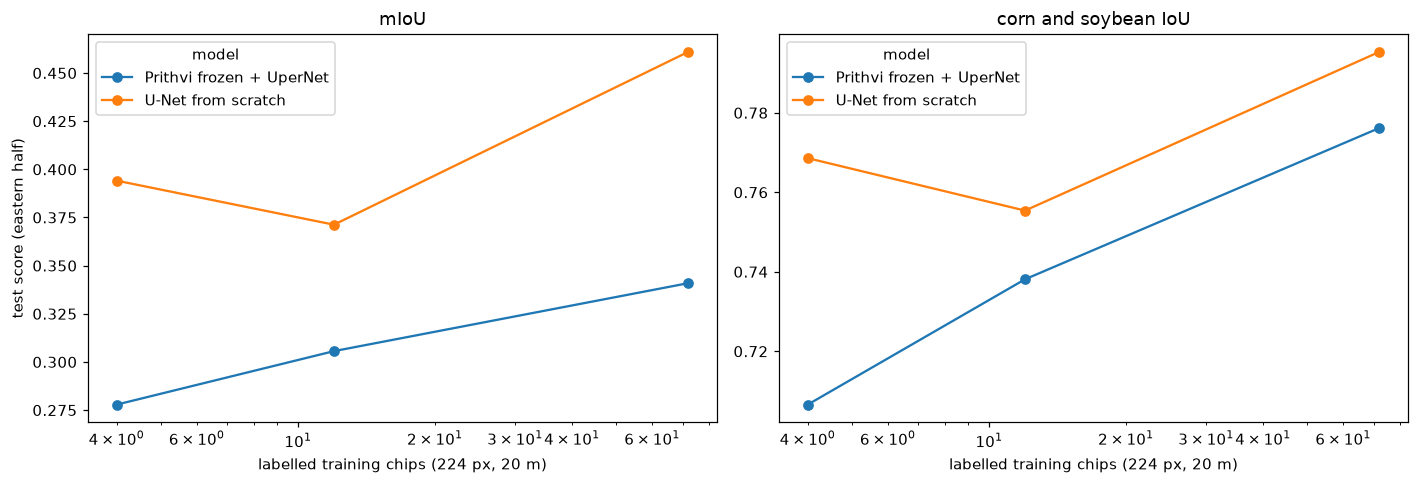 mIoU
model
Prithvi frozen + UperNet
U-Net from scratch
0.450
0.425
0.400
0.375
0.350
0.325
0.300
0.275
test score (eastern half)
4 × 10⁰
6 × 10⁰
10¹
2 × 10¹
3 × 10¹
4 × 10¹
6 × 10¹
labelled training chips (224 px, 20 m)
corn and soybean IoU
model
Prithvi frozen + UperNet
U-Net from scratch
0.78
0.76
0.74
0.72
4 × 10⁰
6 × 10⁰
10¹
2 × 10¹
3 × 10¹
4 × 10¹
6 × 10¹
labelled training chips (224 px, 20 m)